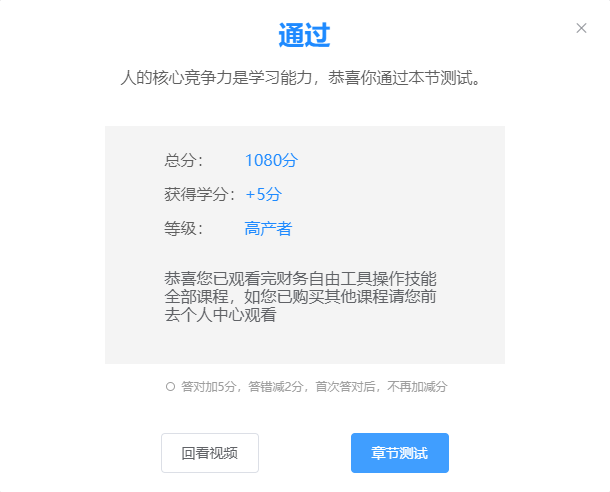 通过
人的核心竞争力是学习能力，恭喜你通过本节测试。
总分： 1080分
获得学分： +5分
等级： 高产者
恭喜您已观看完财务自由工具操作技能
全部课程，如您已购买其他课程请您前
去个人中心观看
答对加5分，答错减2分，首次答对后，不再加减分
回看视频 章节测试